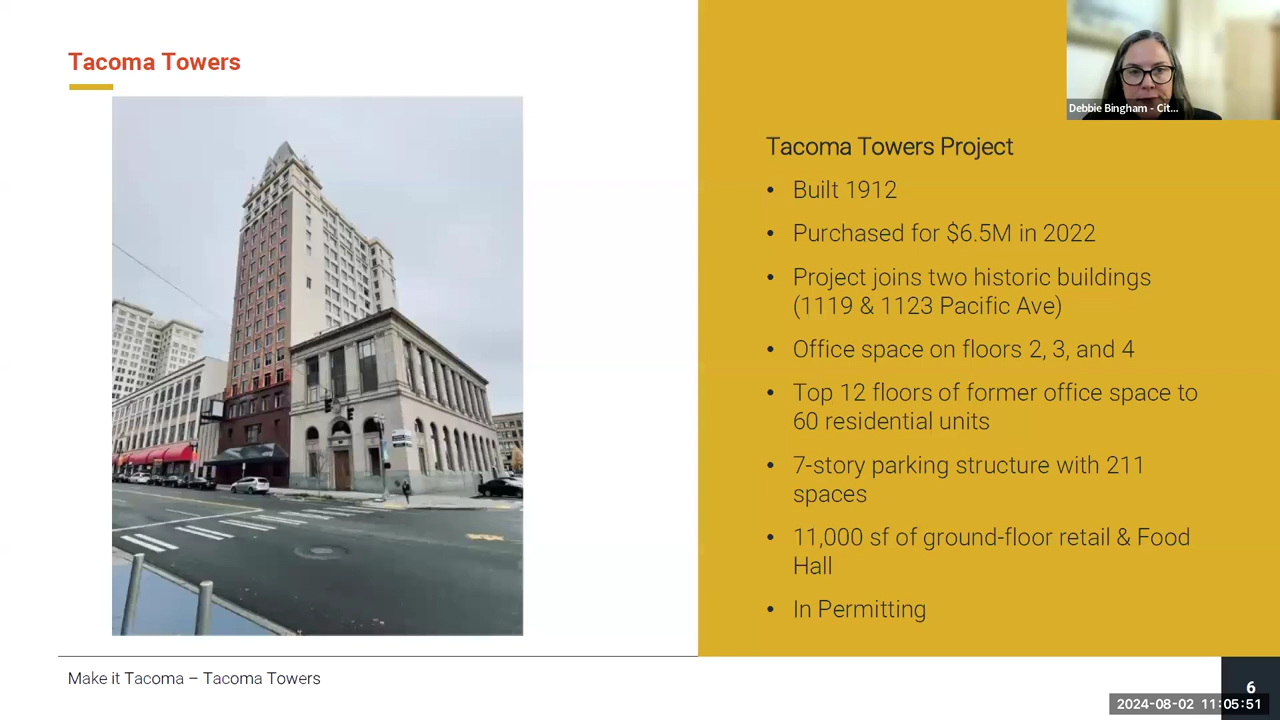 Tacoma Towers
Debbie Bingham - Cit...
Tacoma Towers Project
• Built 1912
• Purchased for $6.5M in 2022
• Project joins two historic buildings
(1119 & 1123 Pacific Ave)
• Office space on floors 2, 3, and 4
• Top 12 floors of former office space to
60 residential units
• 7-story parking structure with 211
spaces
• 11,000 sf of ground-floor retail & Food
Hall
• In Permitting
Make it Tacoma – Tacoma Towers
6
2024-08-02 11:05:51